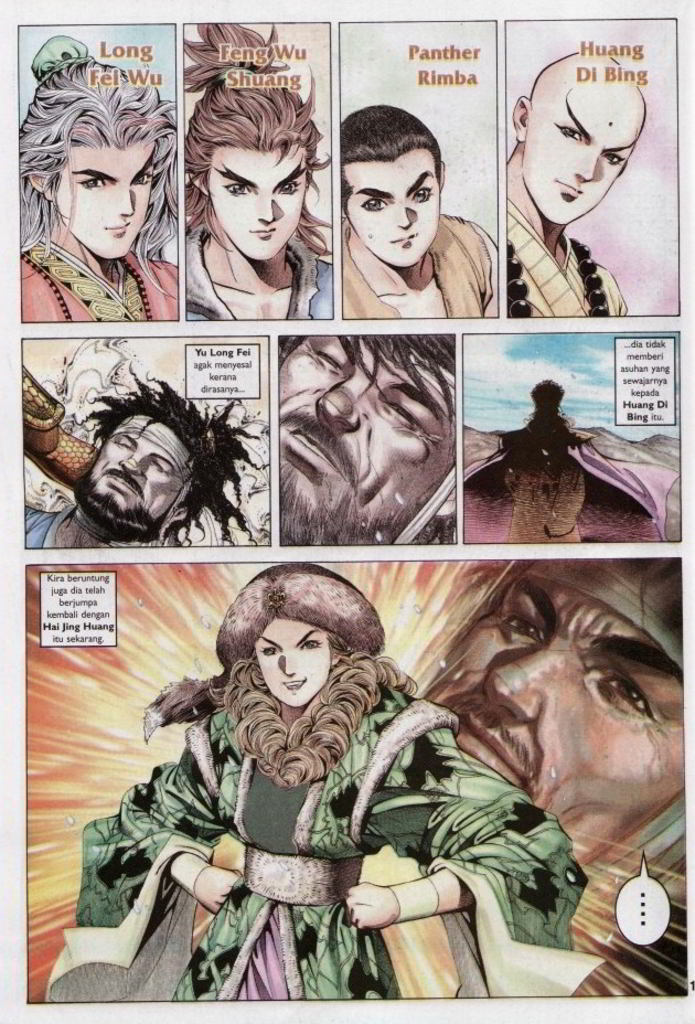 Long
Fei Wu
Feng Wu
Shuang
Panther
Rimba
Huang
Di Bing
Yu Long Fei
agak menyesal
kerana
dirasanya...
...dia tidak
memberi
asuhan yang
sewajarnya
kepada
Huang Di
Bing itu.
Kira beruntung
juga dia telah
berjumpa
kembali dengan
Hai Jing Huang
itu sekarang.
....
1